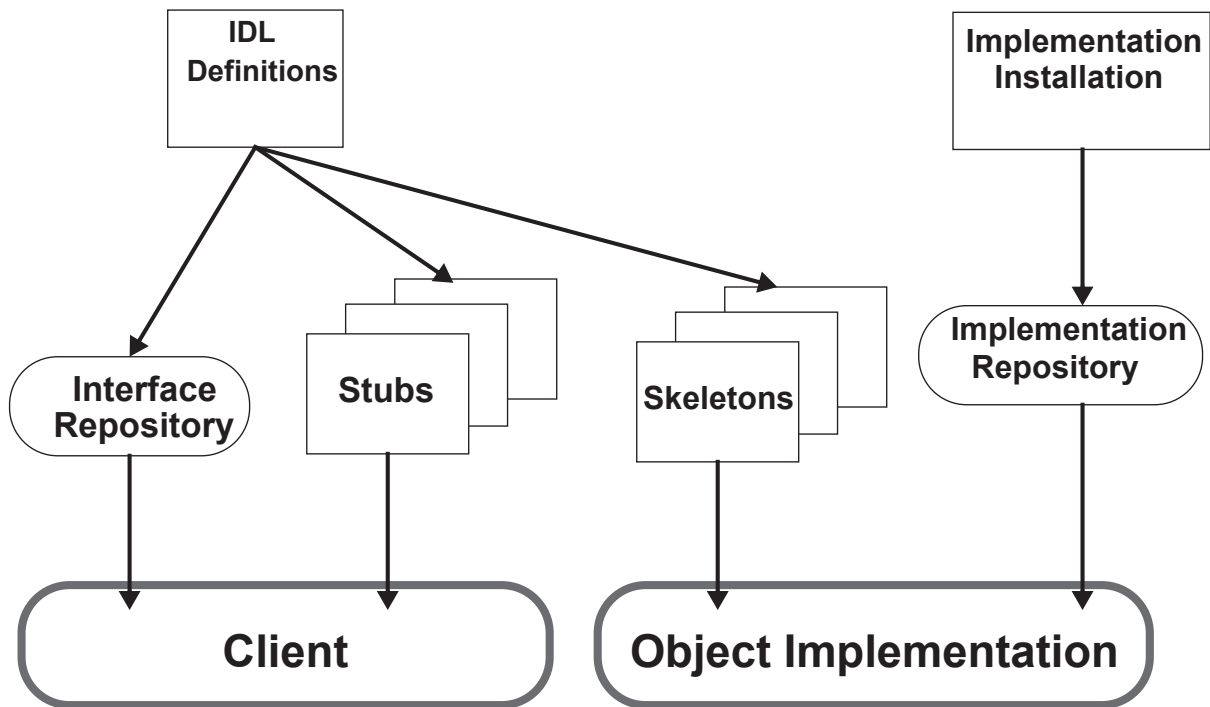 IDL
Definitions
Implementation
Installation
Interface
Repository
Stubs
Skeletons
Implementation
Repository
Client
Object Implementation